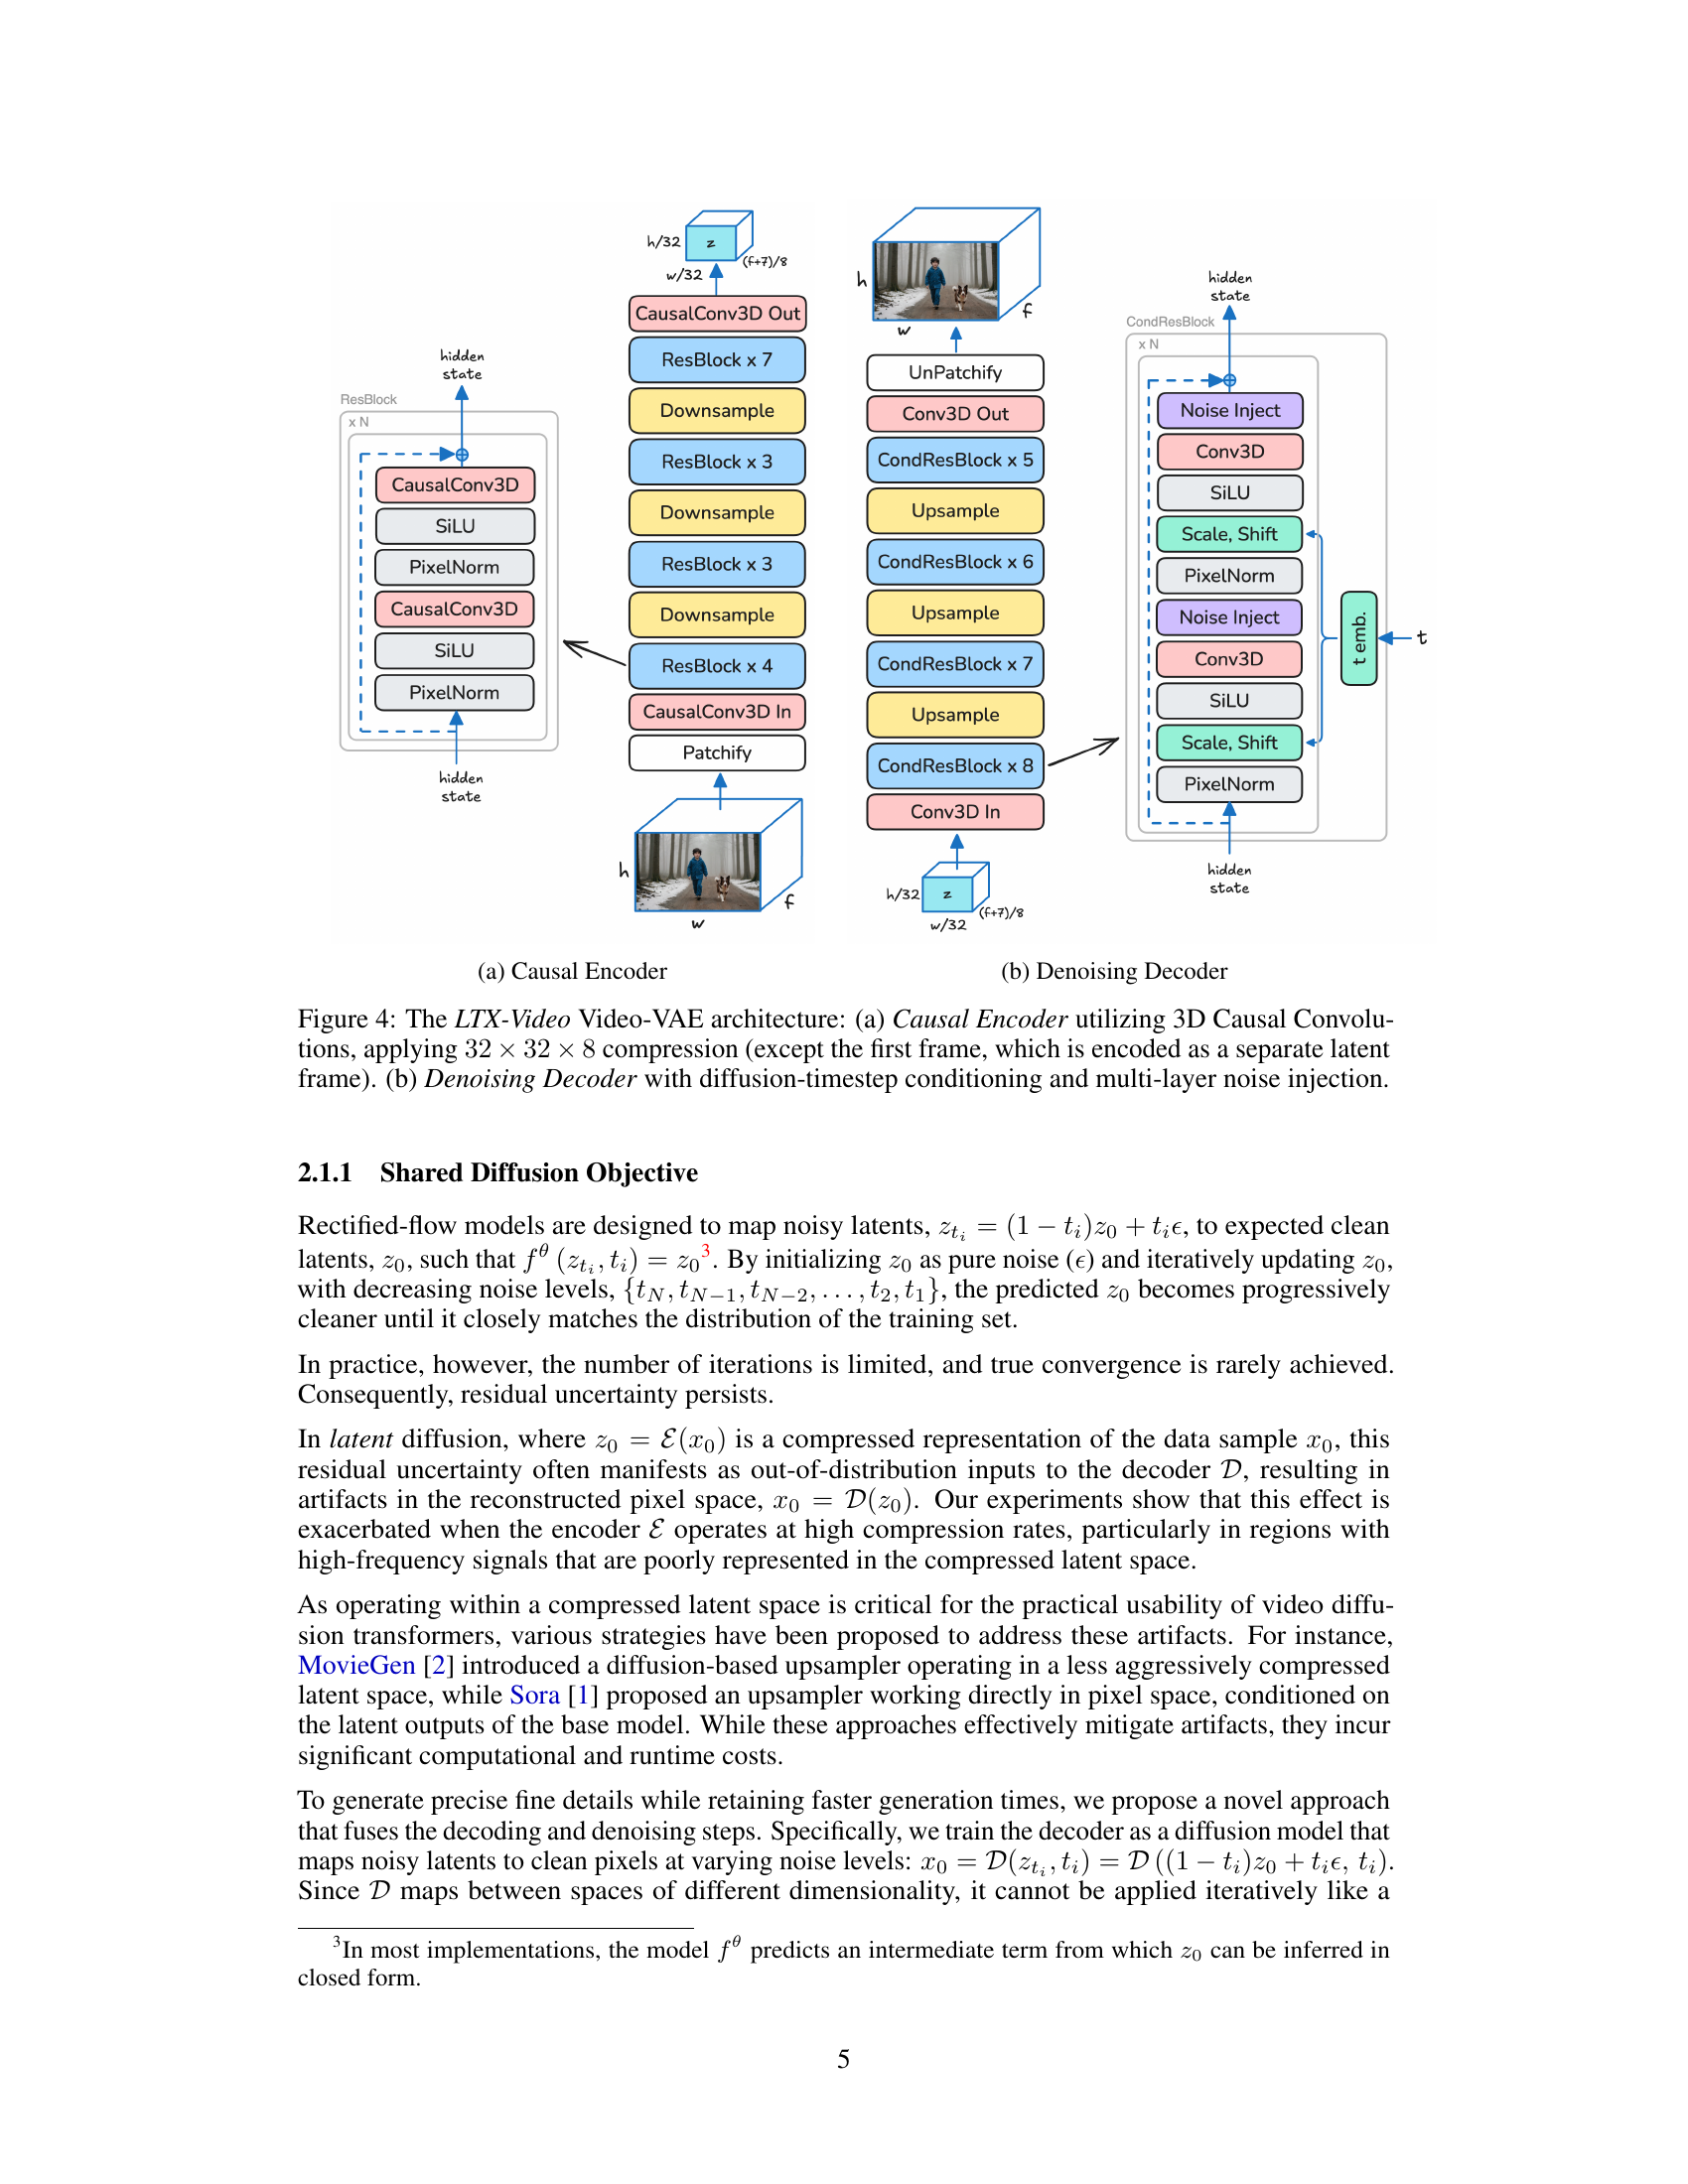 ResBlock
x N
hidden
state
CausalConv3D
SiLU
PixelNorm
CausalConv3D
SiLU
PixelNorm
hidden
state
h/32
z
w/32
(f+7)/8
CausalConv3D Out
ResBlock x 7
Downsample
ResBlock x 3
Downsample
ResBlock x 3
Downsample
ResBlock x 4
CausalConv3D In
Patchify
h
w
f
(a) Causal Encoder
h
w
f
UnPatchify
Conv3D Out
CondResBlock x 5
Upsample
CondResBlock x 6
Upsample
CondResBlock x 7
Upsample
CondResBlock x 8
Conv3D In
h/32
z
w/32
(f+7)/8
hidden
state
CondResBlock
x N
Noise Inject
Conv3D
SiLU
Scale, Shift
PixelNorm
Noise Inject
Conv3D
SiLU
Scale, Shift
PixelNorm
t emb.
t
hidden
state
(b) Denoising Decoder
Figure 4: The LTX-Video Video-VAE architecture: (a) Causal Encoder utilizing 3D Causal Convolu-
tions, applying 32 × 32 × 8 compression (except the first frame, which is encoded as a separate latent
frame). (b) Denoising Decoder with diffusion-timestep conditioning and multi-layer noise injection.
2.1.1 Shared Diffusion Objective
Rectified-flow models are designed to map noisy latents, $z_{t_i} = (1 - t_i)z_0 + t_i\epsilon$, to expected clean
latents, $z_0$, such that $f^\theta(z_{t_i}, t_i) = z_0$³. By initializing $z_0$ as pure noise ($\epsilon$) and iteratively updating $z_0$,
with decreasing noise levels, $\{t_N, t_{N-1}, t_{N-2}, \ldots, t_2, t_1\}$, the predicted $z_0$ becomes progressively
cleaner until it closely matches the distribution of the training set.
In practice, however, the number of iterations is limited, and true convergence is rarely achieved.
Consequently, residual uncertainty persists.
In latent diffusion, where $z_0 = \mathcal{E}(x_0)$ is a compressed representation of the data sample $x_0$, this
residual uncertainty often manifests as out-of-distribution inputs to the decoder $\mathcal{D}$, resulting in
artifacts in the reconstructed pixel space, $x_0 = \mathcal{D}(z_0)$. Our experiments show that this effect is
exacerbated when the encoder $\mathcal{E}$ operates at high compression rates, particularly in regions with
high-frequency signals that are poorly represented in the compressed latent space.
As operating within a compressed latent space is critical for the practical usability of video diffu-
sion transformers, various strategies have been proposed to address these artifacts. For instance,
MovieGen [2] introduced a diffusion-based upsampler operating in a less aggressively compressed
latent space, while Sora [1] proposed an upsampler working directly in pixel space, conditioned on
the latent outputs of the base model. While these approaches effectively mitigate artifacts, they incur
significant computational and runtime costs.
To generate precise fine details while retaining faster generation times, we propose a novel approach
that fuses the decoding and denoising steps. Specifically, we train the decoder as a diffusion model that
maps noisy latents to clean pixels at varying noise levels: $x_0 = \mathcal{D}(z_{t_i}, t_i) = \mathcal{D}((1 - t_i)z_0 + t_i\epsilon, t_i)$.
Since $\mathcal{D}$ maps between spaces of different dimensionality, it cannot be applied iteratively like a
³In most implementations, the model $f^\theta$ predicts an intermediate term from which $z_0$ can be inferred in
closed form.
5